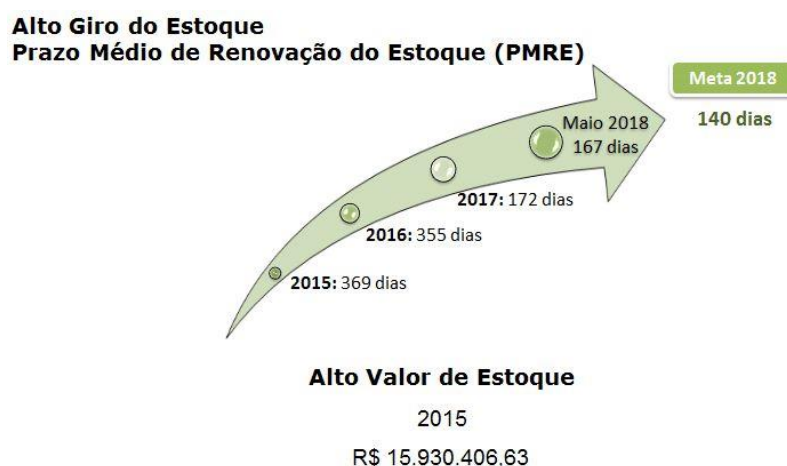 Alto Giro do Estoque
Prazo Médio de Renovação do Estoque (PMRE)
Meta 2018
140 dias
Maio 2018
167 dias
2017: 172 dias
2016: 355 dias
2015: 369 dias
Alto Valor de Estoque
2015
R$ 15.930.406,63